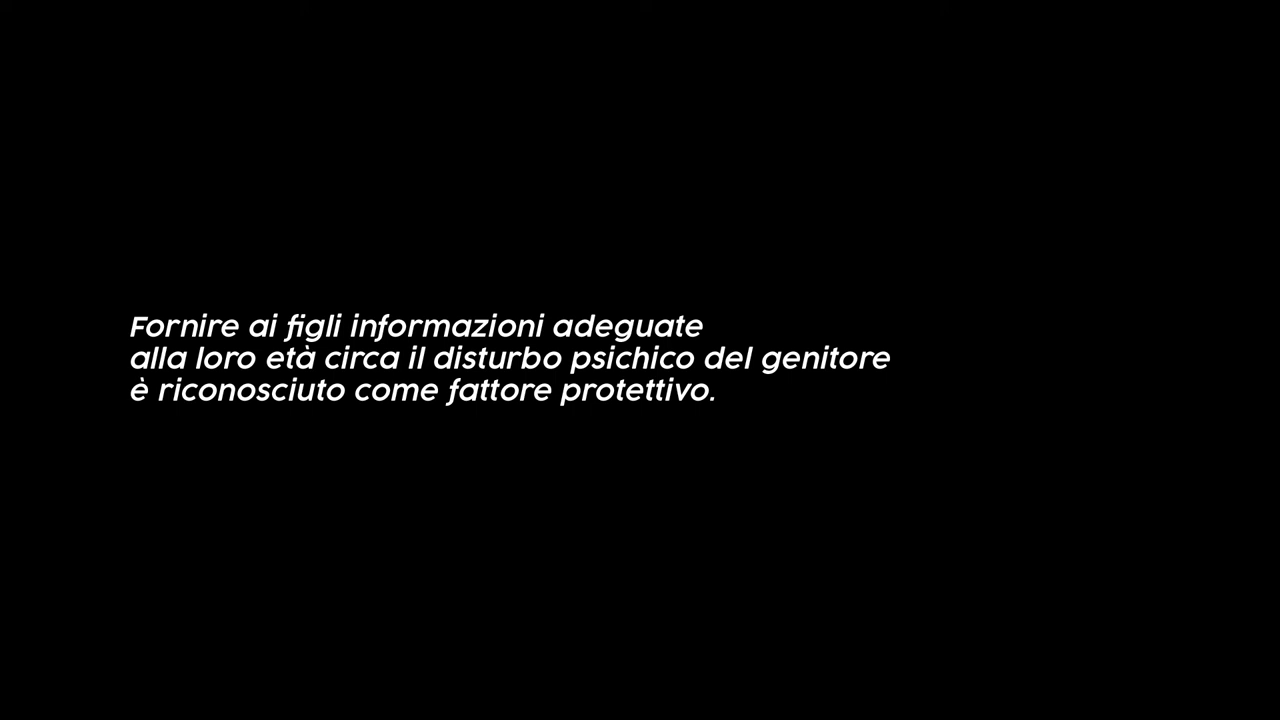 Fornire ai figli informazioni adeguate
alla loro età circa il disturbo psichico del genitore
è riconosciuto come fattore protettivo.